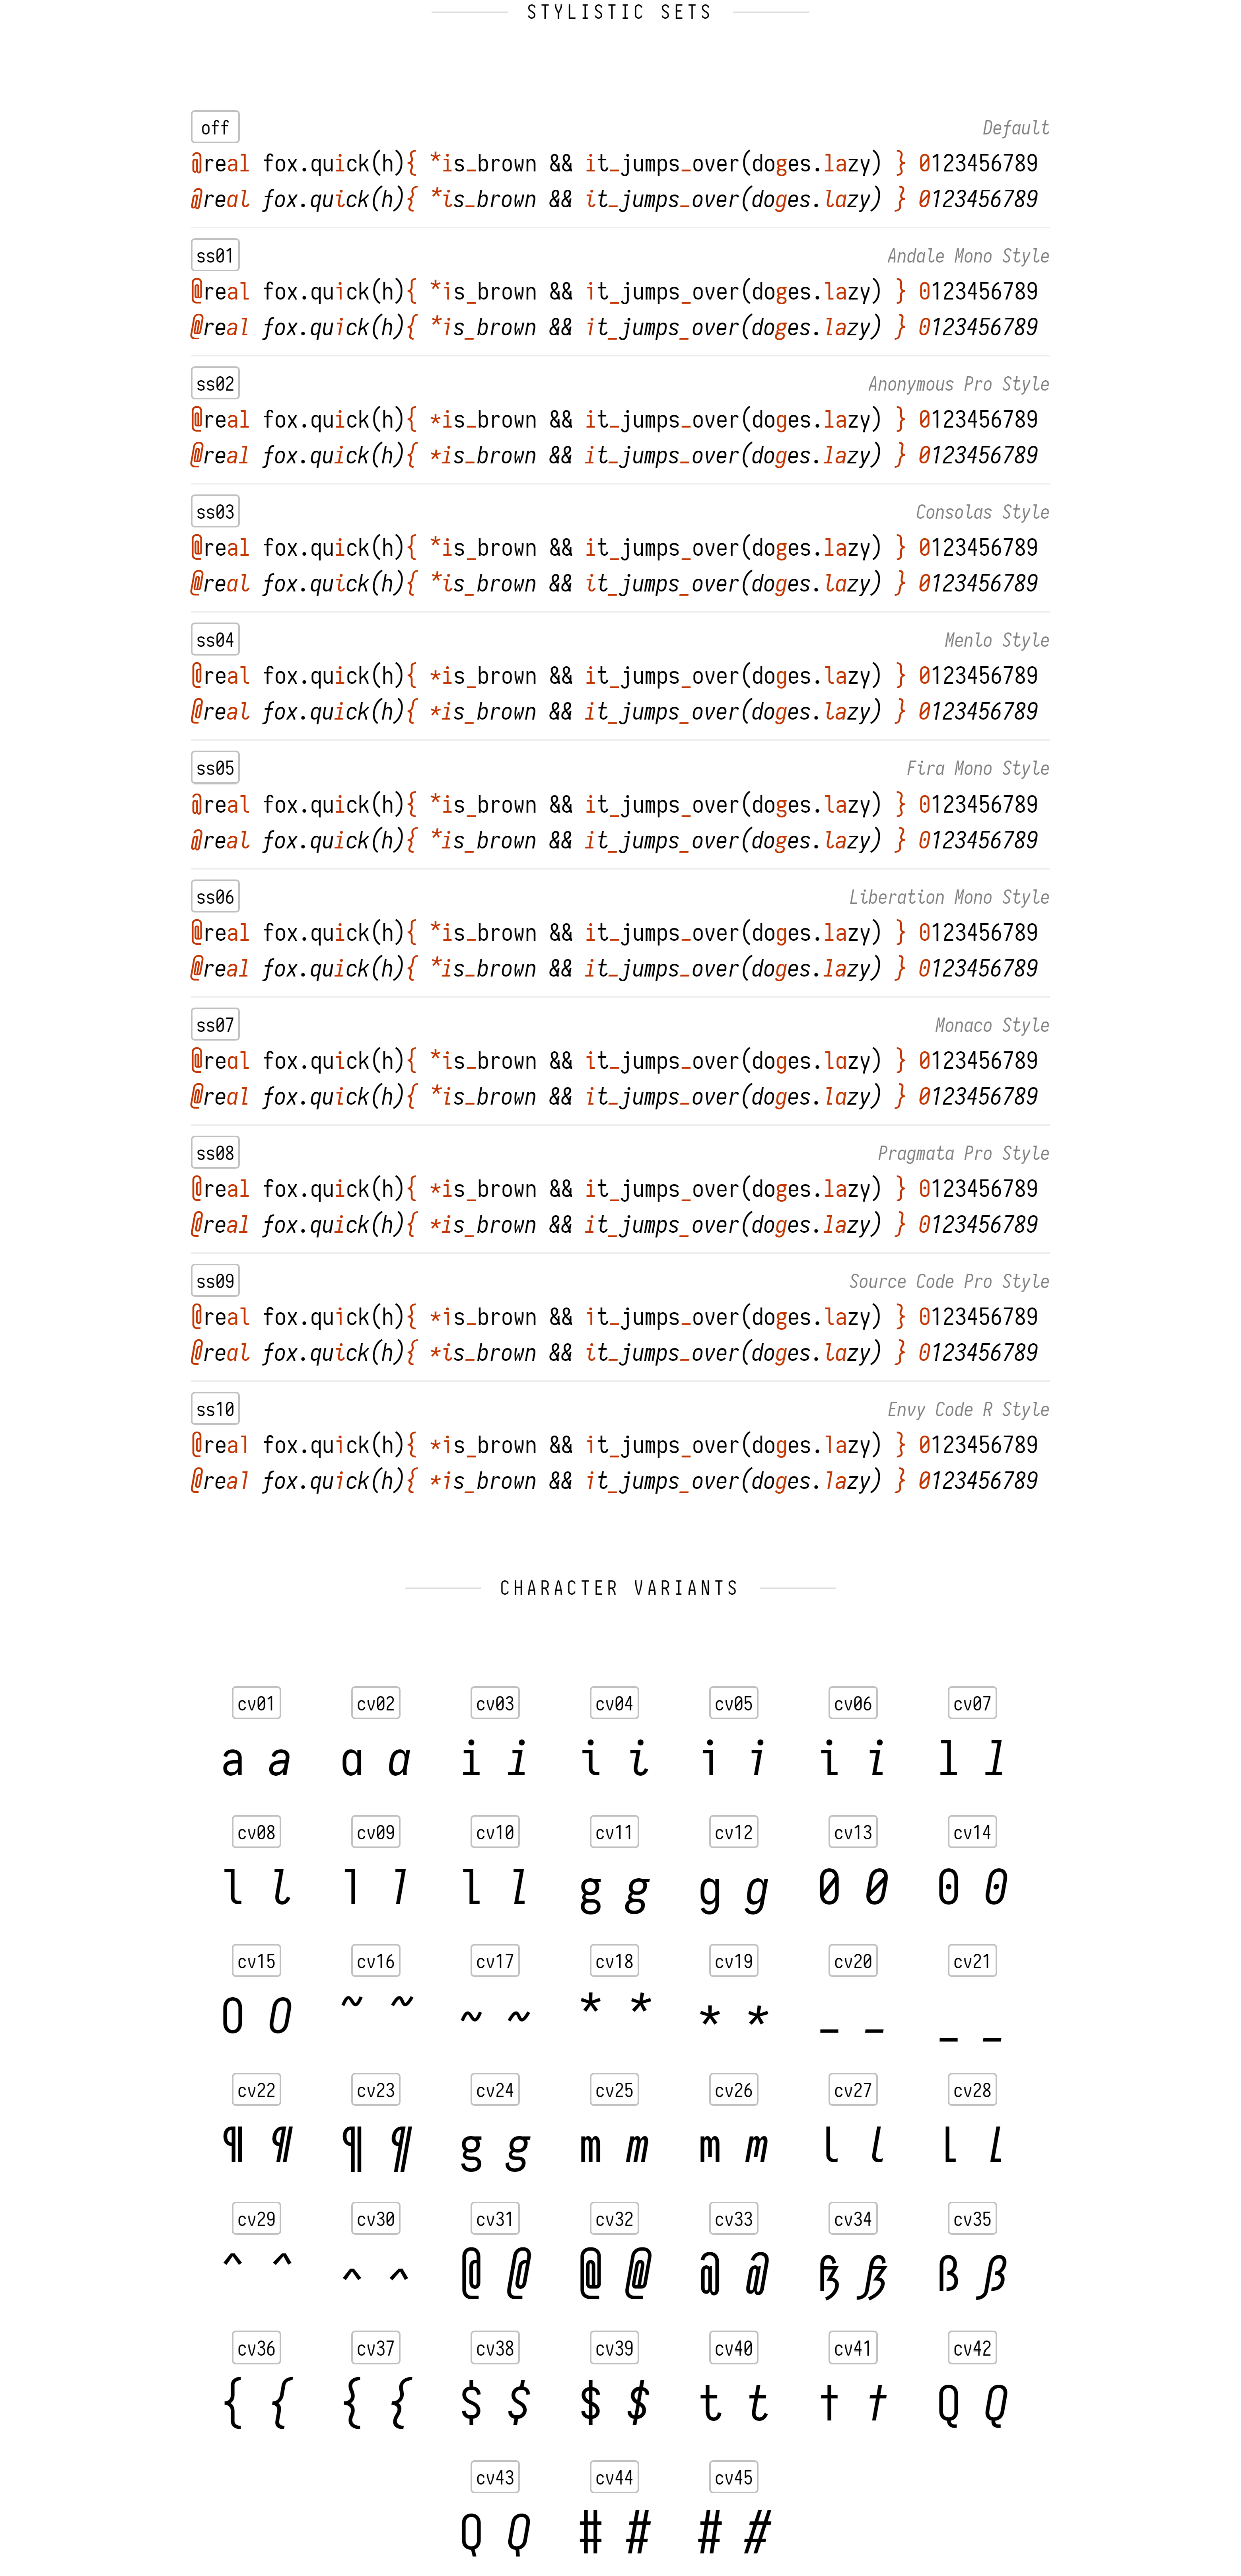 STYLISTIC SETS
off Default
@real fox.quick(h){ *is_brown && it_jumps_over(doges.lazy) } 0123456789
@real fox.quick(h){ *is_brown && it_jumps_over(doges.lazy) } 0123456789
ss01 Andale Mono Style
@real fox.quick(h){ *is_brown && it_jumps_over(doges.lazy) } 0123456789
@real fox.quick(h){ *is_brown && it_jumps_over(doges.lazy) } 0123456789
ss02 Anonymous Pro Style
@real fox.quick(h){ *is_brown && it_jumps_over(doges.lazy) } 0123456789
@real fox.quick(h){ *is_brown && it_jumps_over(doges.lazy) } 0123456789
ss03 Consolas Style
@real fox.quick(h){ *is_brown && it_jumps_over(doges.lazy) } 0123456789
@real fox.quick(h){ *is_brown && it_jumps_over(doges.lazy) } 0123456789
ss04 Menlo Style
@real fox.quick(h){ *is_brown && it_jumps_over(doges.lazy) } 0123456789
@real fox.quick(h){ *is_brown && it_jumps_over(doges.lazy) } 0123456789
ss05 Fira Mono Style
@real fox.quick(h){ *is_brown && it_jumps_over(doges.lazy) } 0123456789
@real fox.quick(h){ *is_brown && it_jumps_over(doges.lazy) } 0123456789
ss06 Liberation Mono Style
@real fox.quick(h){ *is_brown && it_jumps_over(doges.lazy) } 0123456789
@real fox.quick(h){ *is_brown && it_jumps_over(doges.lazy) } 0123456789
ss07 Monaco Style
@real fox.quick(h){ *is_brown && it_jumps_over(doges.lazy) } 0123456789
@real fox.quick(h){ *is_brown && it_jumps_over(doges.lazy) } 0123456789
ss08 Pragmata Pro Style
@real fox.quick(h){ *is_brown && it_jumps_over(doges.lazy) } 0123456789
@real fox.quick(h){ *is_brown && it_jumps_over(doges.lazy) } 0123456789
ss09 Source Code Pro Style
@real fox.quick(h){ *is_brown && it_jumps_over(doges.lazy) } 0123456789
@real fox.quick(h){ *is_brown && it_jumps_over(doges.lazy) } 0123456789
ss10 Envy Code R Style
@real fox.quick(h){ *is_brown && it_jumps_over(doges.lazy) } 0123456789
@real fox.quick(h){ *is_brown && it_jumps_over(doges.lazy) } 0123456789
CHARACTER VARIANTS
cv01 cv02 cv03 cv04 cv05 cv06 cv07
a a a a i i i i i i i i l l
cv08 cv09 cv10 cv11 cv12 cv13 cv14
l l l l l l g g g g 0 0 0 0
cv15 cv16 cv17 cv18 cv19 cv20 cv21
0 0 ~ ~ ~ ~ * * * * _ _ _ _
cv22 cv23 cv24 cv25 cv26 cv27 cv28
¶ ¶ ¶ ¶ g g m m m m l l l l
cv29 cv30 cv31 cv32 cv33 cv34 cv35
^ ^ ^ ^ @ @ @ @ @ @ ß ß ß ß
cv36 cv37 cv38 cv39 cv40 cv41 cv42
{ { { { $ $ $ $ t t t t Q Q
cv43 cv44 cv45
Q Q # # # #